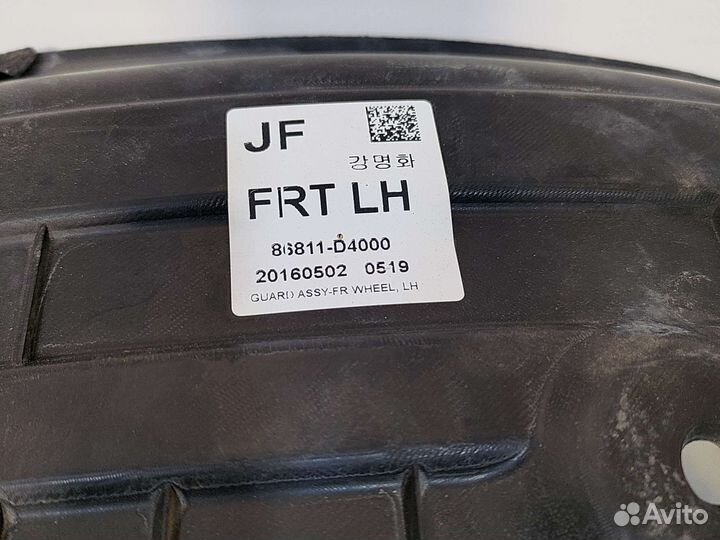 JF
강명화
FRT LH
86811-D4000
20160502 0519
GUARD ASSY-FR WHEEL, LH
Avito